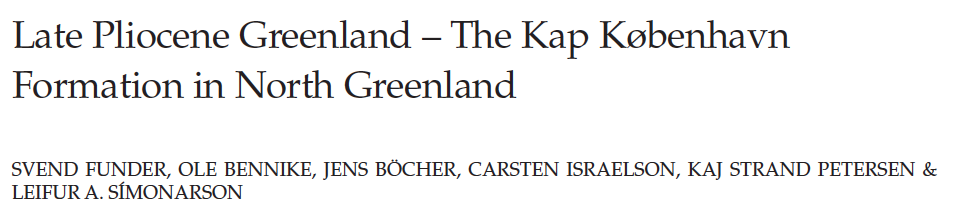 Late Pliocene Greenland – The Kap København
Formation in North Greenland
SVEND FUNDER, OLE BENNIKE, JENS BÖCHER, CARSTEN ISRAELSON, KAJ STRAND PETERSEN &
LEIFUR A. SÍMONARSON